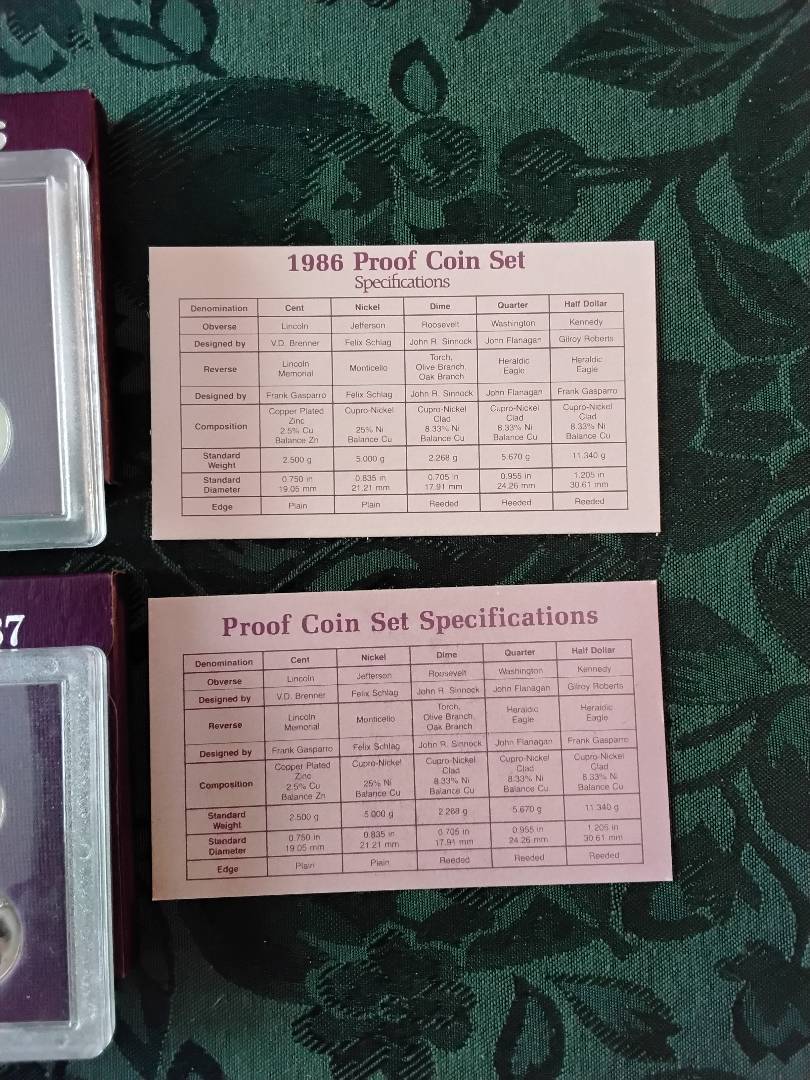 6
1986 Proof Coin Set
Specifications
Denomination Cent Nickel Dime Quarter Half Dollar
Obverse Lincoln Jefferson Roosevelt Washington Kennedy
Designed by V.D. Brenner Felix Schlag John R. Sinnock John Flanagan Gilroy Roberts
Reverse Lincoln Memorial Monticello Torch, Olive Branch, Oak Branch Heraldic Eagle Heraldic Eagle
Designed by Frank Gasparro Felix Schlag John R. Sinnock John Flanagan Frank Gasparro
Composition Copper Plated Zinc 2.5% Cu Balance Zn Cupro-Nickel 25% Ni Balance Cu Cupro-Nickel Clad 8.33% Ni Balance Cu Cupro-Nickel Clad 8.33% Ni Balance Cu Cupro-Nickel Clad 8.33% Ni Balance Cu
Standard Weight 2.500 g 5.000 g 2.268 g 5.670 g 11.340 g
Standard Diameter 0.750 in 19.05 mm 0.835 in 21.21 mm 0.705 in 17.91 mm 0.955 in 24.26 mm 1.205 in 30.61 mm
Edge Plain Plain Reeded Reeded Reeded
87
Proof Coin Set Specifications
Denomination Cent Nickel Dime Quarter Half Dollar
Obverse Lincoln Jefferson Roosevelt Washington Kennedy
Designed by V.D. Brenner Felix Schlag John R. Sinnock John Flanagan Gilroy Roberts
Reverse Lincoln Memorial Monticello Torch, Olive Branch, Oak Branch Heraldic Eagle Heraldic Eagle
Designed by Frank Gasparro Felix Schlag John R. Sinnock John Flanagan Frank Gasparro
Composition Copper Plated Zinc 2.5% Cu Balance Zn Cupro-Nickel 25% Ni Balance Cu Cupro-Nickel Clad 8.33% Ni Balance Cu Cupro-Nickel Clad 8.33% Ni Balance Cu Cupro-Nickel Clad 8.33% Ni Balance Cu
Standard Weight 2.500 g 5.000 g 2.268 g 5.670 g 11.340 g
Standard Diameter 0.750 in 19.05 mm 0.835 in 21.21 mm 0.705 in 17.91 mm 0.955 in 24.26 mm 1.205 in 30.61 mm
Edge Plain Plain Reeded Reeded Reeded